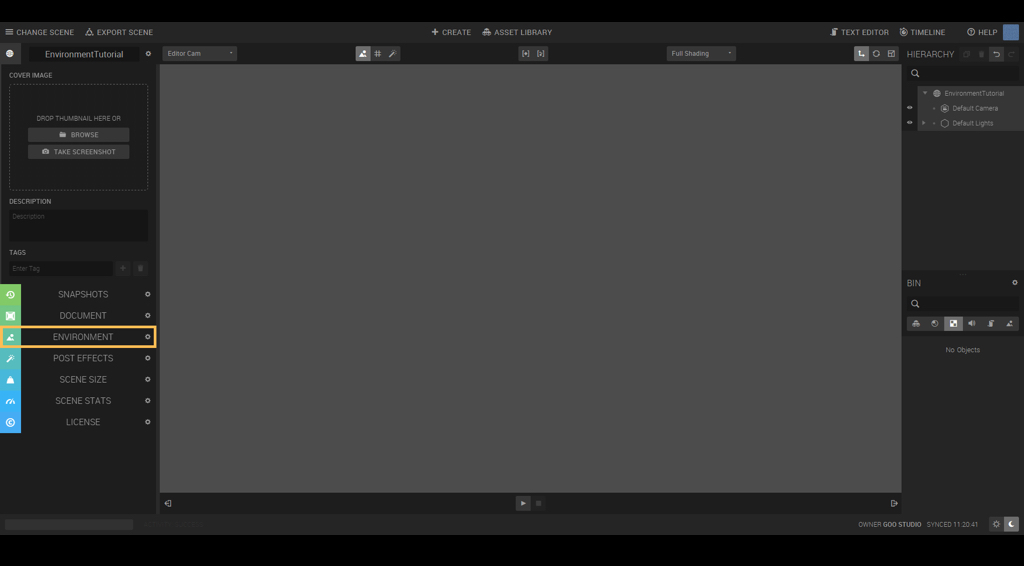 CHANGE SCENE
EXPORT SCENE
CREATE
ASSET LIBRARY
TEXT EDITOR
TIMELINE
HELP
EnvironmentTutorial
Editor Cam
Full Shading
HIERARCHY
COVER IMAGE
DROP THUMBNAIL HERE OR
BROWSE
TAKE SCREENSHOT
DESCRIPTION
Description
TAGS
Enter Tag
SNAPSHOTS
DOCUMENT
ENVIRONMENT
POST EFFECTS
SCENE SIZE
SCENE STATS
LICENSE
EnvironmentTutorial
Default Camera
Default Lights
BIN
No Objects
OWNER GOO STUDIO SYNCED 11:20:41